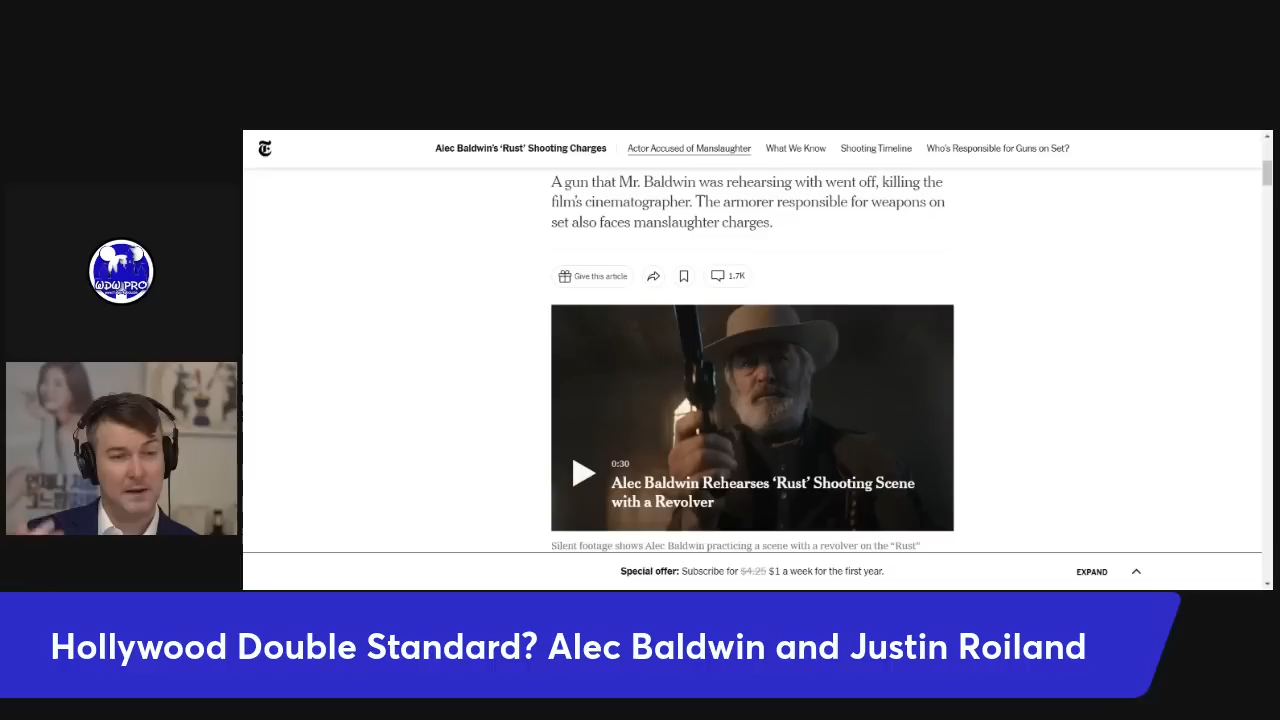 Alec Baldwin's 'Rust' Shooting Charges
Actor Accused of Manslaughter
What We Know
Shooting Timeline
Who's Responsible for Guns on Set?
A gun that Mr. Baldwin was rehearsing with went off, killing the
film's cinematographer. The armorer responsible for weapons on
set also faces manslaughter charges.
Give this article
1.7K
WDW PRO
0:30
Alec Baldwin Rehearses 'Rust' Shooting Scene
with a Revolver
Silent footage shows Alec Baldwin practicing a scene with a revolver on the “Rust”
Special offer: Subscribe for $4.25 $1 a week for the first year.
EXPAND
Hollywood Double Standard? Alec Baldwin and Justin Roiland